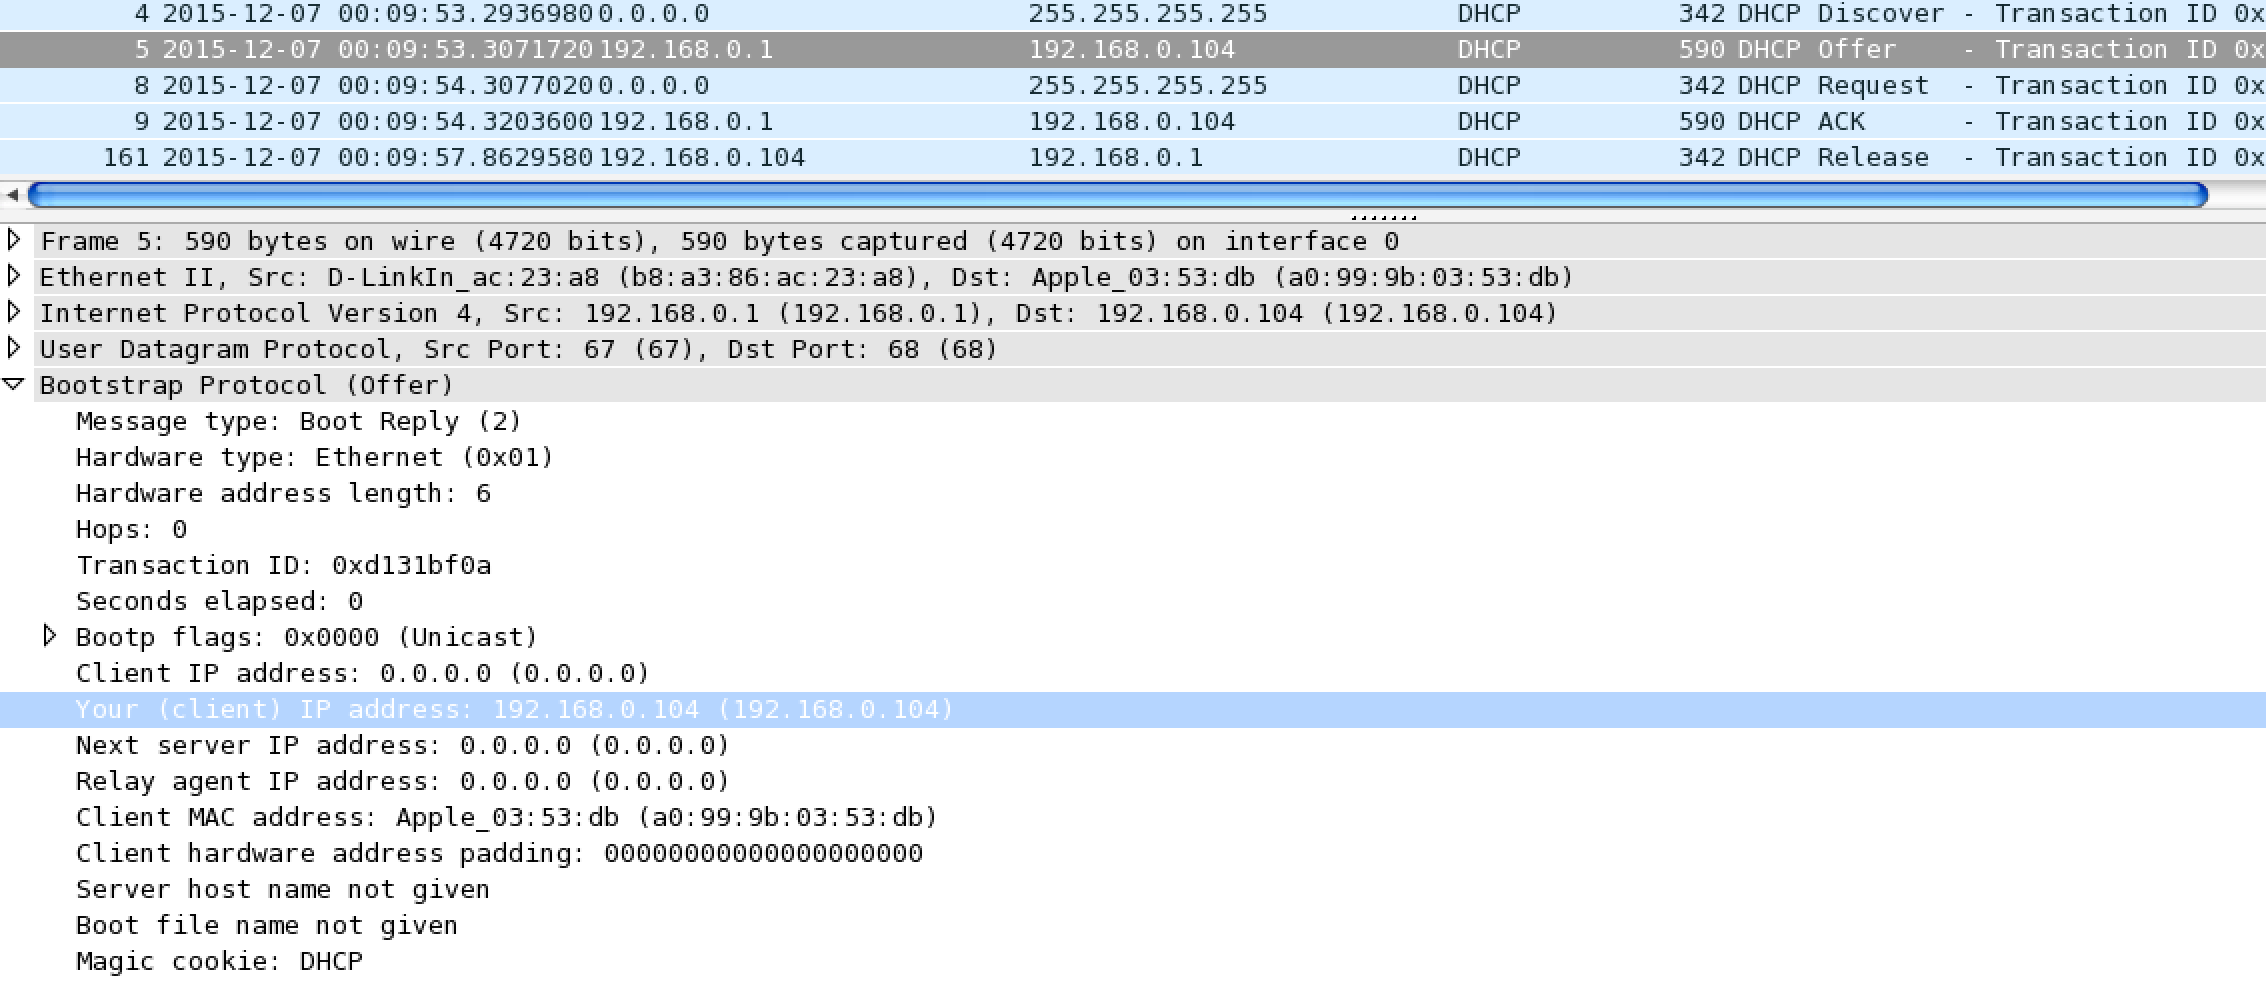 4 2015-12-07 00:09:53.2936980 0.0.0.0 255.255.255.255 DHCP 342 DHCP Discover - Transaction ID 0x
5 2015-12-07 00:09:53.3071720 192.168.0.1 192.168.0.104 DHCP 590 DHCP Offer - Transaction ID 0x
8 2015-12-07 00:09:54.3077020 0.0.0.0 255.255.255.255 DHCP 342 DHCP Request - Transaction ID 0x
9 2015-12-07 00:09:54.3203600 192.168.0.1 192.168.0.104 DHCP 590 DHCP ACK - Transaction ID 0x
161 2015-12-07 00:09:57.8629580 192.168.0.104 192.168.0.1 DHCP 342 DHCP Release - Transaction ID 0x
Frame 5: 590 bytes on wire (4720 bits), 590 bytes captured (4720 bits) on interface 0
Ethernet II, Src: D-LinkIn_ac:23:a8 (b8:a3:86:ac:23:a8), Dst: Apple_03:53:db (a0:99:9b:03:53:db)
Internet Protocol Version 4, Src: 192.168.0.1 (192.168.0.1), Dst: 192.168.0.104 (192.168.0.104)
User Datagram Protocol, Src Port: 67 (67), Dst Port: 68 (68)
Bootstrap Protocol (Offer)
Message type: Boot Reply (2)
Hardware type: Ethernet (0x01)
Hardware address length: 6
Hops: 0
Transaction ID: 0xd131bf0a
Seconds elapsed: 0
Bootp flags: 0x0000 (Unicast)
Client IP address: 0.0.0.0 (0.0.0.0)
Your (client) IP address: 192.168.0.104 (192.168.0.104)
Next server IP address: 0.0.0.0 (0.0.0.0)
Relay agent IP address: 0.0.0.0 (0.0.0.0)
Client MAC address: Apple_03:53:db (a0:99:9b:03:53:db)
Client hardware address padding: 00000000000000000000
Server host name not given
Boot file name not given
Magic cookie: DHCP